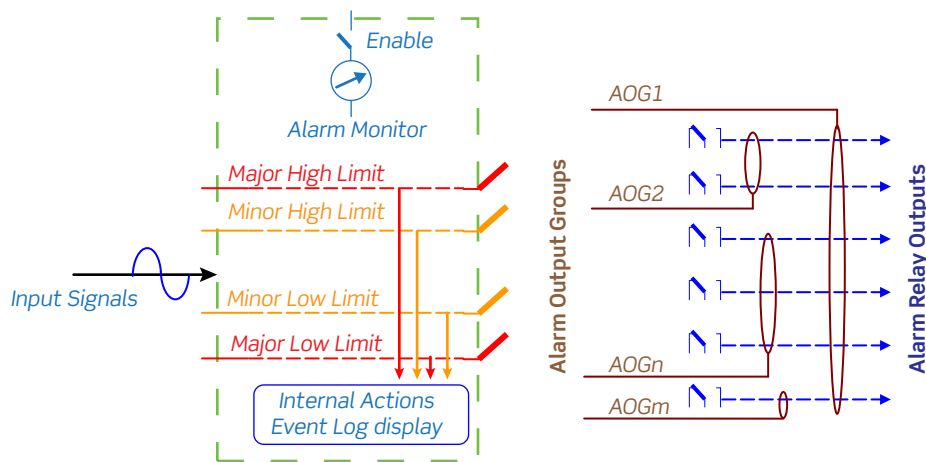 Enable
Alarm Monitor
Major High Limit
Minor High Limit
Input Signals
Minor Low Limit
Major Low Limit
Internal Actions
Event Log display
Alarm Output Groups
AOG1
AOG2
AOGn
AOGm
Alarm Relay Outputs